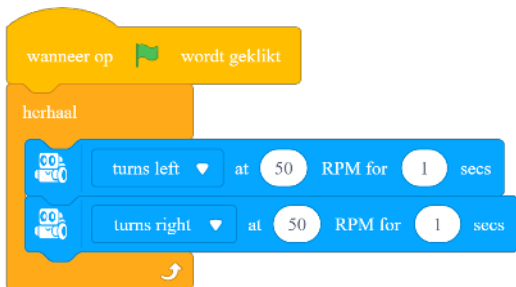 wanneer op wordt geklikt
herhaal
turns left at 50 RPM for 1 secs
turns right at 50 RPM for 1 secs